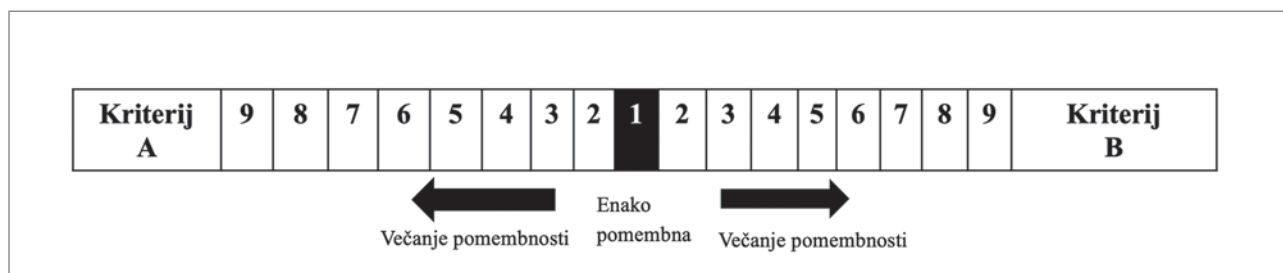 Kriterij A 9 8 7 6 5 4 3 2 1 2 3 4 5 6 7 8 9 Kriterij B
Večanje pomembnosti
Enako
pomembna
Večanje pomembnosti